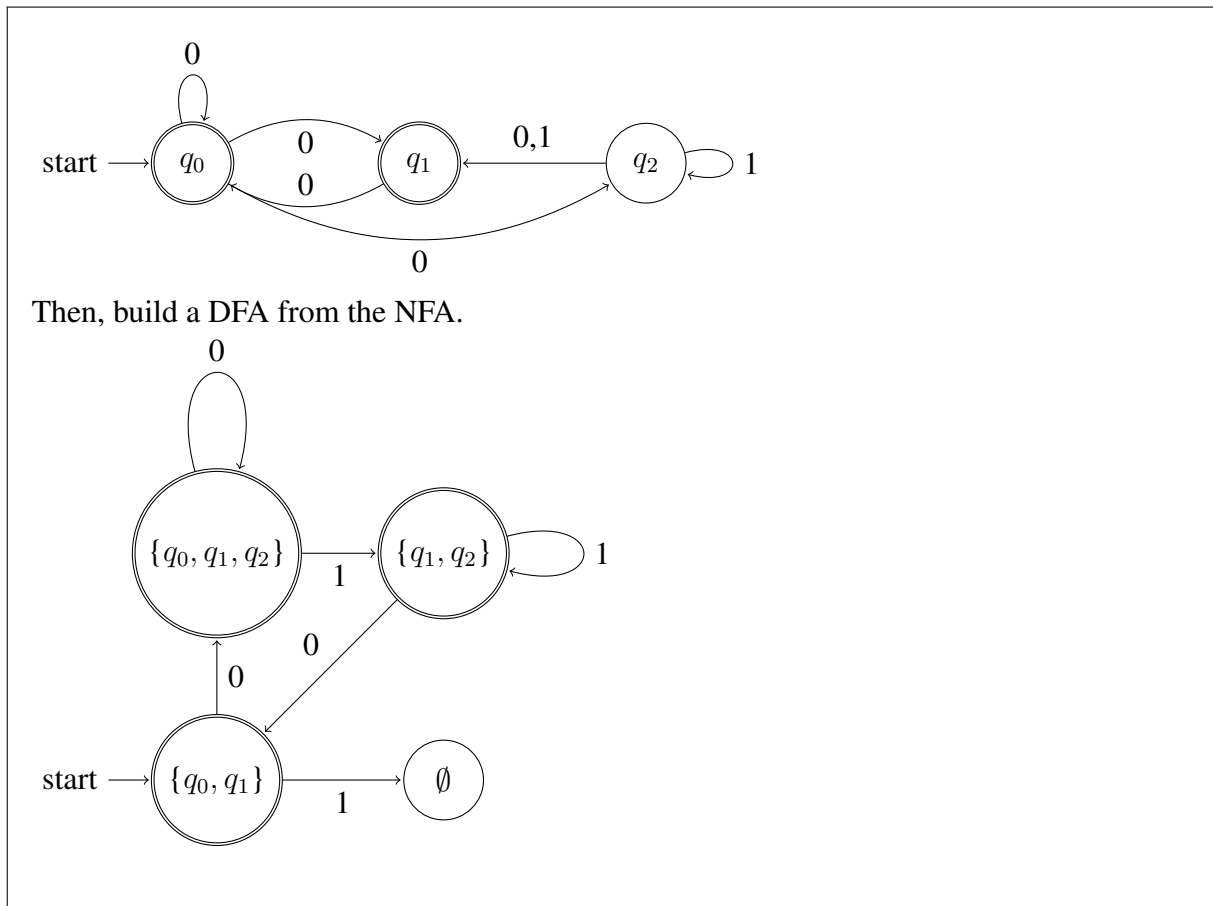 0
start q₀ 0 q₁ 0,1 q₂ 1
0
0
Then, build a DFA from the NFA.
0
{q₀, q₁, q₂} 1 {q₁, q₂} 1
0
0
start {q₀, q₁} 1 ∅